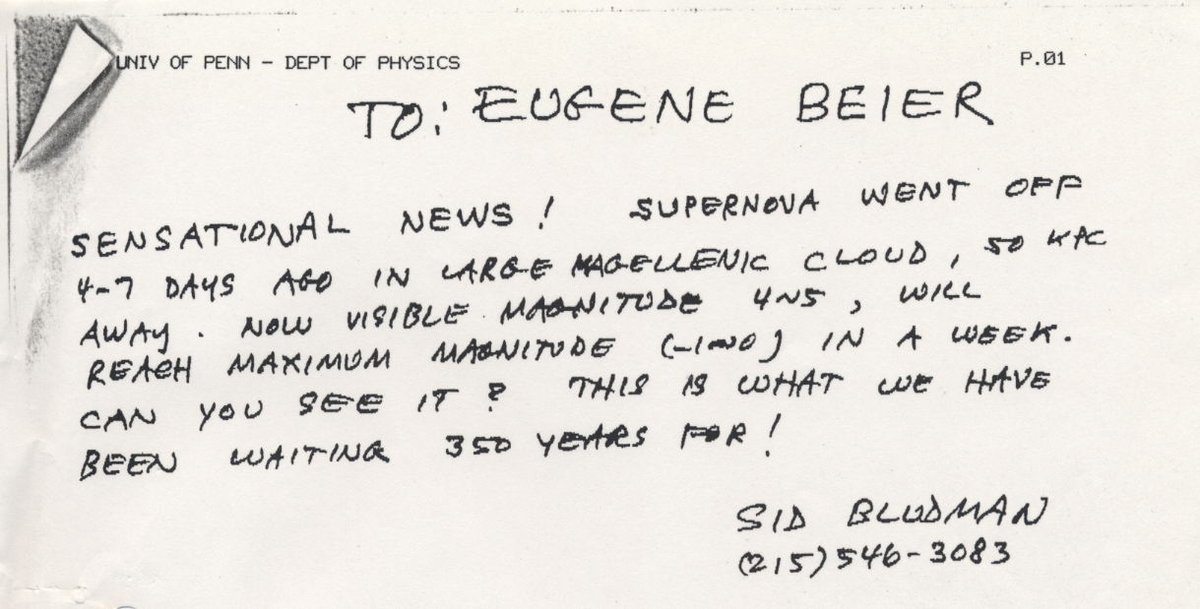 UNIV OF PENN - DEPT OF PHYSICS P.01
TO: EUGENE BEIER
SENSATIONAL NEWS! SUPERNOVA WENT OFF
4-7 DAYS AGO IN LARGE MAGELLENIC CLOUD, 50 KPC
AWAY. NOW VISIBLE MAGNITUDE 4~5, WILL
REACH MAXIMUM MAGNITUDE (-1~0) IN A WEEK.
CAN YOU SEE IT? THIS IS WHAT WE HAVE
BEEN WAITING 350 YEARS FOR!
SID BLUDMAN
(215)546-3083